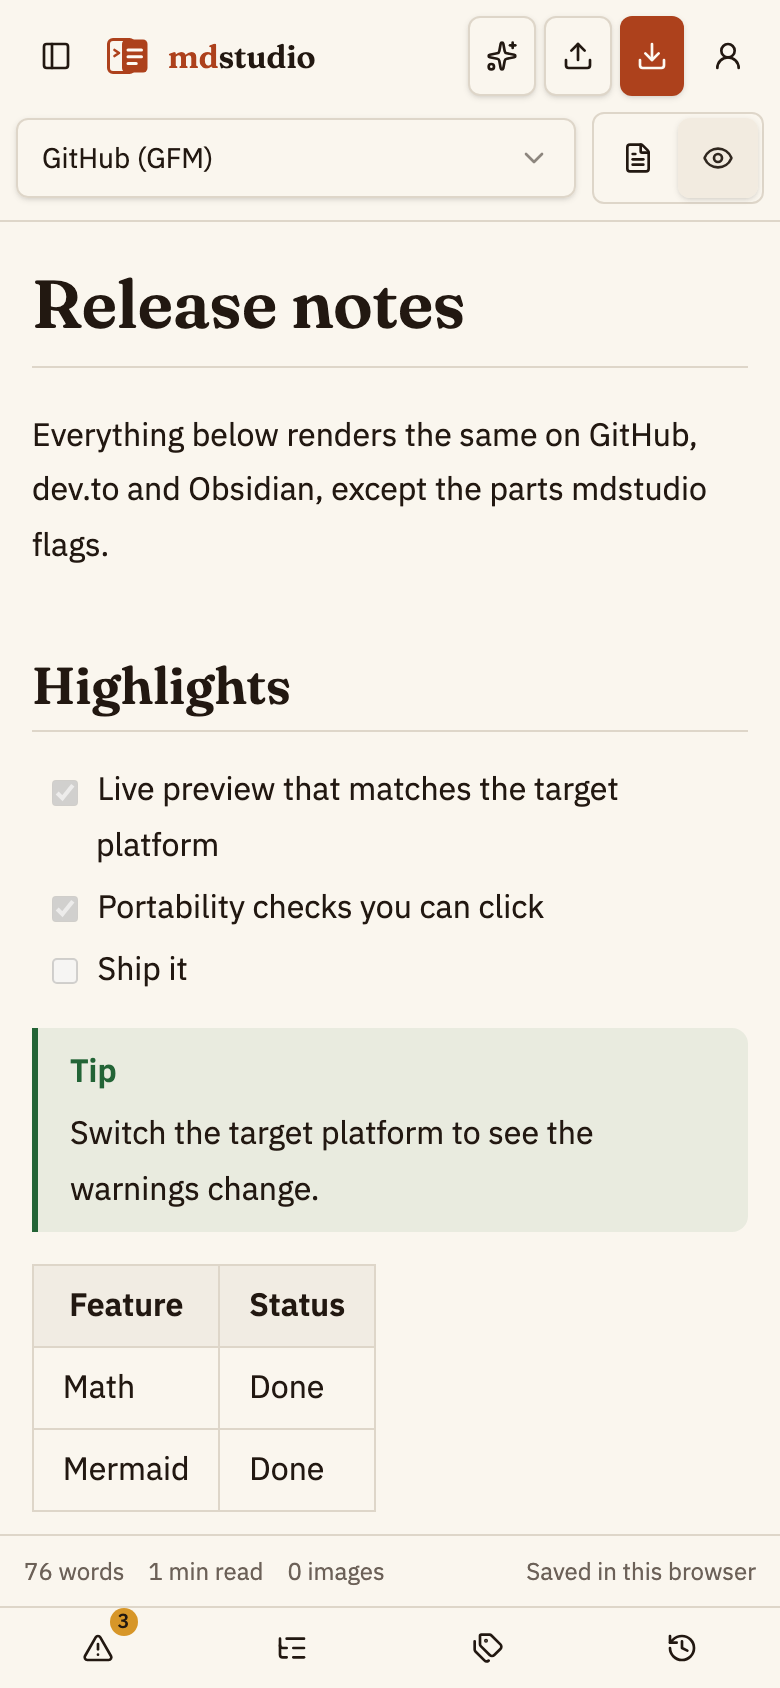 mdstudio
GitHub (GFM)
Release notes
Everything below renders the same on GitHub,
dev.to and Obsidian, except the parts mdstudio
flags.
Highlights
Live preview that matches the target
platform
Portability checks you can click
Ship it
Tip
Switch the target platform to see the
warnings change.
Feature Status
Math Done
Mermaid Done
76 words 1 min read 0 images Saved in this browser
3